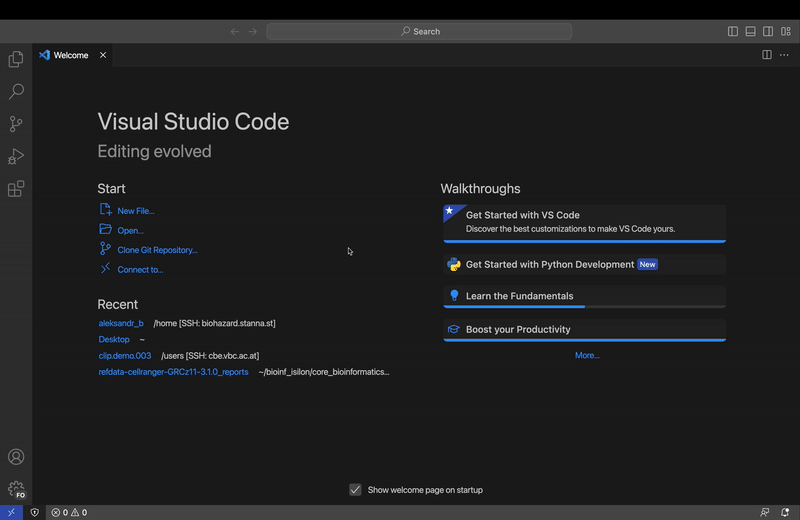 Search
Welcome
Visual Studio Code
Editing evolved
Start
New File...
Open...
Clone Git Repository...
Connect to...
Recent
aleksandr_b /home [SSH: biohazard.stanna.st]
Desktop ~
clip.demo.003 /users [SSH: cbe.vbc.ac.at]
refdata-cellranger-GRCz11-3.1.0_reports ~/bioinf_isilon/core_bioinformatics...
Walkthroughs
Get Started with VS Code
Discover the best customizations to make VS Code yours.
Get Started with Python Development New
Learn the Fundamentals
Boost your Productivity
More...
Show welcome page on startup
FO
0 0